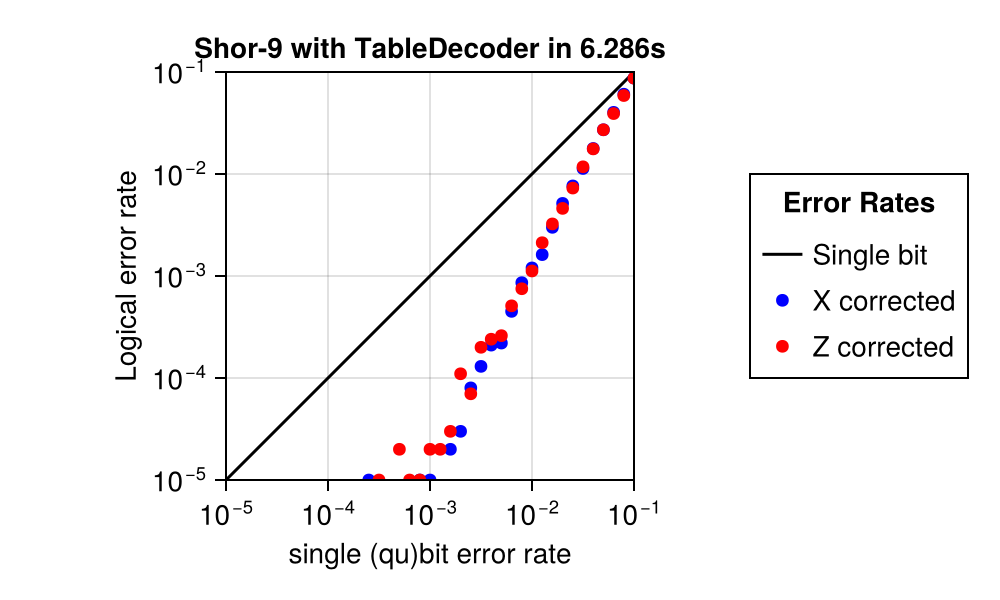 Shor-9 with TableDecoder in 6.286s
10⁻¹
10⁻²
10⁻³
10⁻⁴
10⁻⁵
Logical error rate
10⁻⁵ 10⁻⁴ 10⁻³ 10⁻² 10⁻¹
single (qu)bit error rate
Error Rates
Single bit
X corrected
Z corrected